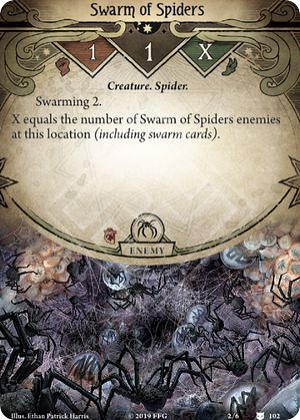 Swarm of Spiders
1 1 X
Creature. Spider.
Swarming 2.
X equals the number of Swarm of Spiders enemies
at this location (including swarm cards).
ENEMY
Illus. Ethan Patrick Harris © 2019 FFG 2/6 102